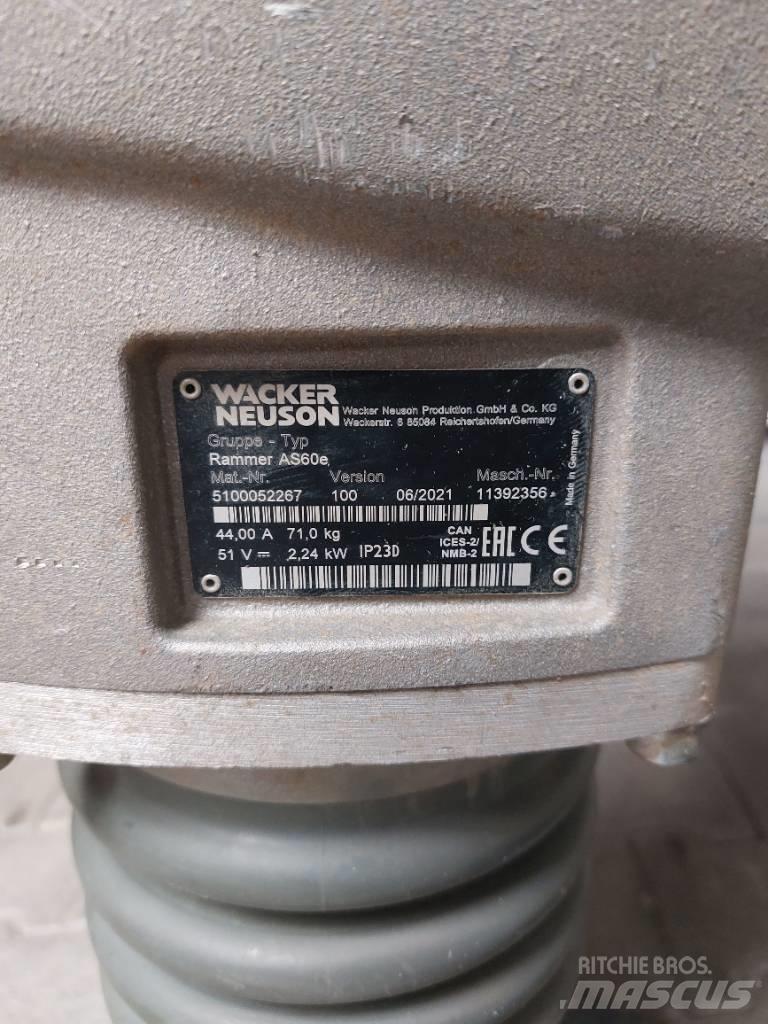 WACKER
NEUSON
Wacker Neuson Produktion GmbH & Co. KG
Wackerstr. 6 85084 Reichertshofen/Germany
Gruppe - Typ
Rammer AS60e
Mat.-Nr. Version Masch.-Nr.
5100052267 100 06/2021 11392356
Made in Germany
44,00 A 71,0 kg
51 V 2,24 kW IP23D
CAN
ICES-2/
NMB-2
EAC CE
RITCHIE BROS.
MASCUS